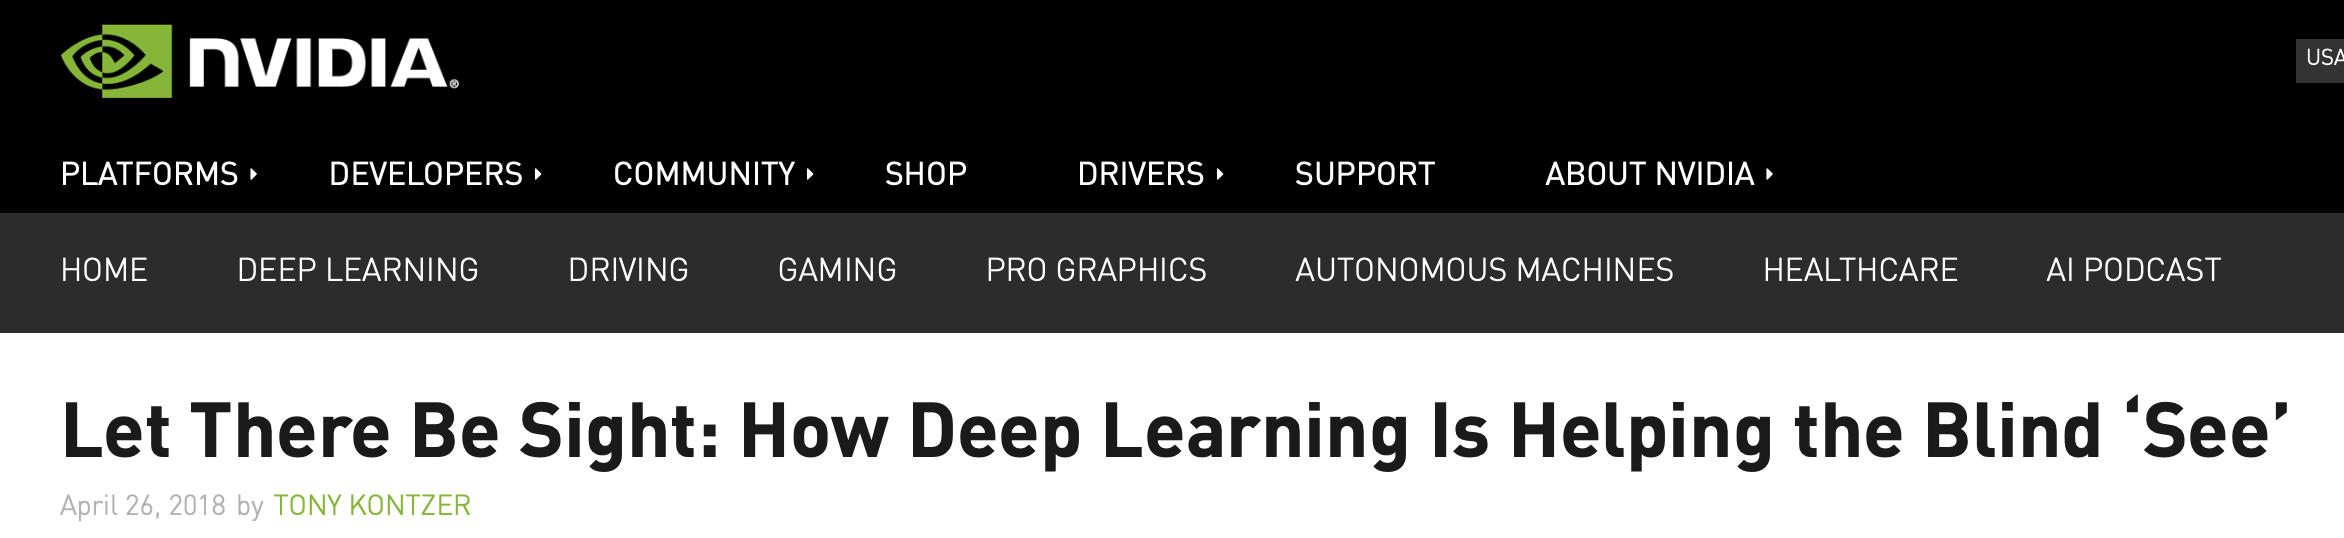 NVIDIA®
USA
PLATFORMS DEVELOPERS COMMUNITY SHOP DRIVERS SUPPORT ABOUT NVIDIA
HOME DEEP LEARNING DRIVING GAMING PRO GRAPHICS AUTONOMOUS MACHINES HEALTHCARE AI PODCAST
Let There Be Sight: How Deep Learning Is Helping the Blind ‘See’
April 26, 2018 by TONY KONTZER